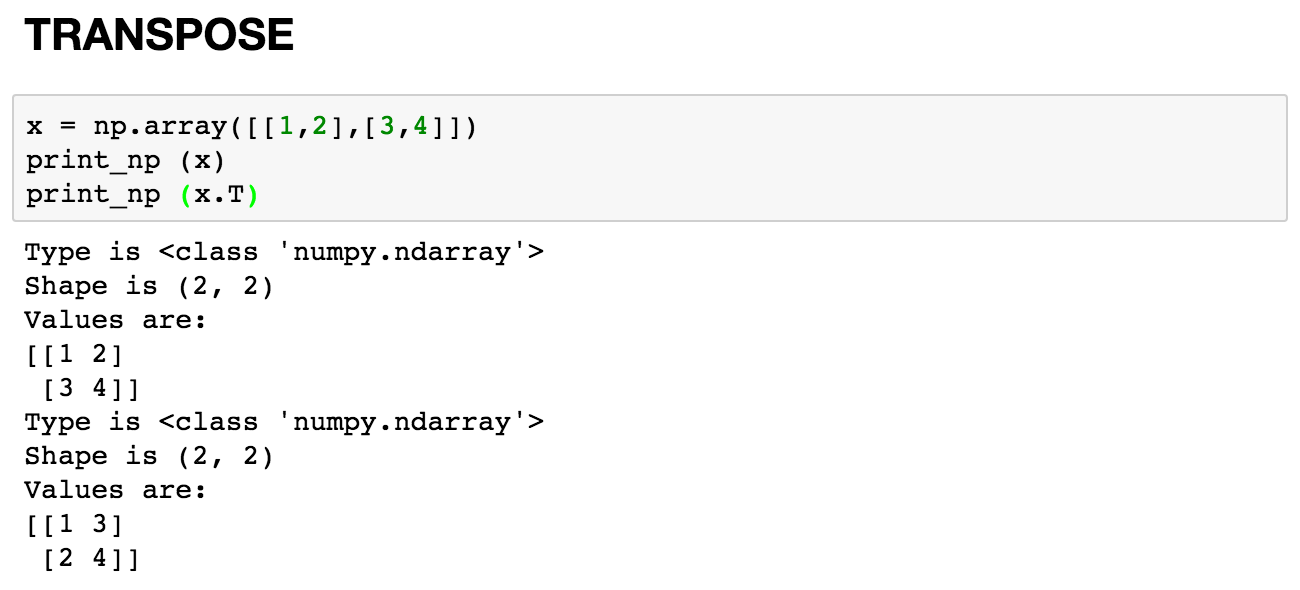 TRANSPOSE
x = np.array([[1,2],[3,4]])
print_np (x)
print_np (x.T)
Type is <class 'numpy.ndarray'>
Shape is (2, 2)
Values are:
[[1 2]
 [3 4]]
Type is <class 'numpy.ndarray'>
Shape is (2, 2)
Values are:
[[1 3]
 [2 4]]